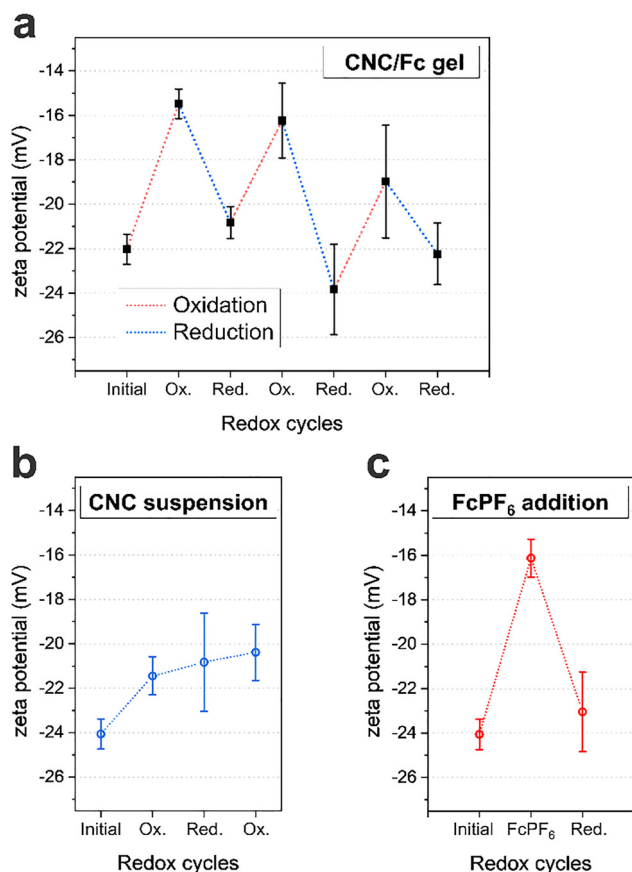 a
CNC/Fc gel
zeta potential (mV)
-14
-16
-18
-20
-22
-24
-26
Oxidation
Reduction
Initial Ox. Red. Ox. Red. Ox. Red.
Redox cycles
b
CNC suspension
zeta potential (mV)
-14
-16
-18
-20
-22
-24
-26
Initial Ox. Red. Ox.
Redox cycles
c
FcPF₆ addition
zeta potential (mV)
-14
-16
-18
-20
-22
-24
-26
Initial FcPF₆ Red.
Redox cycles